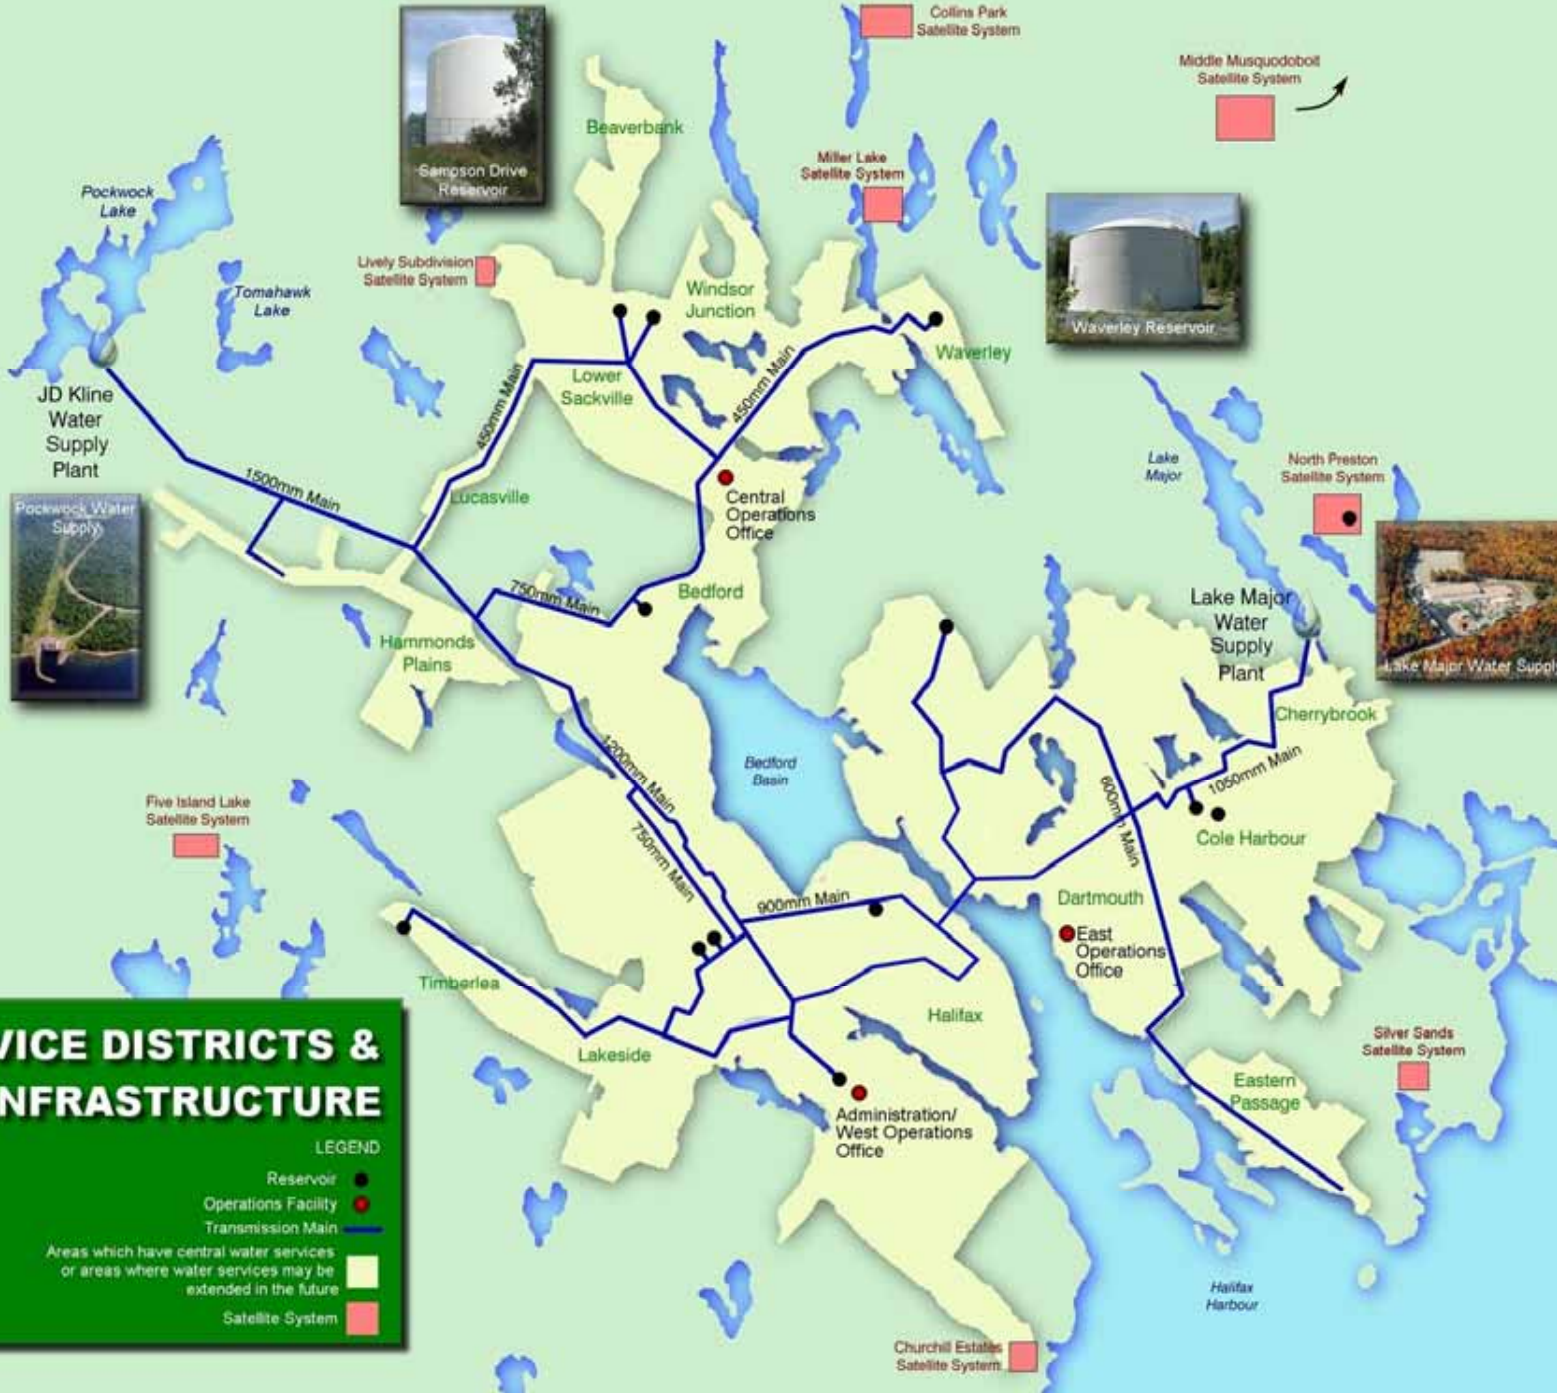 Collins Park
Satellite System
Middle Musquodoboit
Satellite System
Beaverbank
Sampson Drive
Reservoir
Miller Lake
Satellite System
Pockwock
Lake
Lively Subdivision
Satellite System
Tomahawk
Lake
Windsor
Junction
Waverley Reservoir
Waverley
JD Kline
Water
Supply
Plant
Lower
Sackville
450mm Main
450mm Main
Lake
Major
North Preston
Satellite System
1500mm Main
Lucasville
Central
Operations
Office
Pockwock Water
Supply
750mm Main
Bedford
Lake Major
Water
Supply
Plant
Lake Major Water Supply
Hammonds
Plains
Cherrybrook
1200mm Main
Bedford
Basin
1050mm Main
600mm Main
Five Island Lake
Satellite System
750mm Main
Cole Harbour
900mm Main
Dartmouth
East
Operations
Office
Timberlea
Halifax
Lakeside
Silver Sands
Satellite System
Eastern
Passage
Administration/
West Operations
Office
VICE DISTRICTS &
NFRASTRUCTURE
LEGEND
Reservoir
Operations Facility
Transmission Main
Areas which have central water services
or areas where water services may be
extended in the future
Satellite System
Halifax
Harbour
Churchill Estates
Satellite System